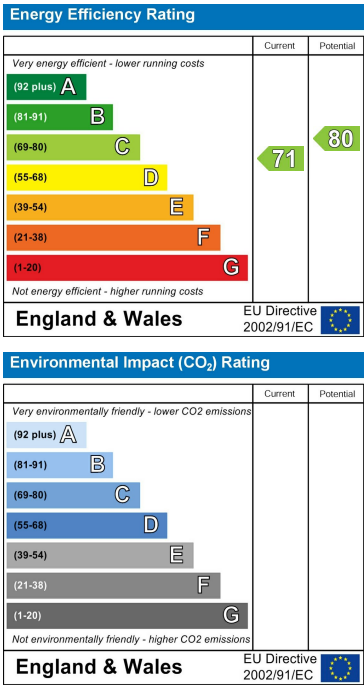 Energy Efficiency Rating
Current Potential
Very energy efficient - lower running costs
(92 plus) A
(81-91) B
(69-80) C
(55-68) D
(39-54) E
(21-38) F
(1-20) G
71
80
Not energy efficient - higher running costs
England & Wales
EU Directive
2002/91/EC
Environmental Impact (CO₂) Rating
Current Potential
Very environmentally friendly - lower CO2 emissions
(92 plus) A
(81-91) B
(69-80) C
(55-68) D
(39-54) E
(21-38) F
(1-20) G
Not environmentally friendly - higher CO2 emissions
England & Wales
EU Directive
2002/91/EC